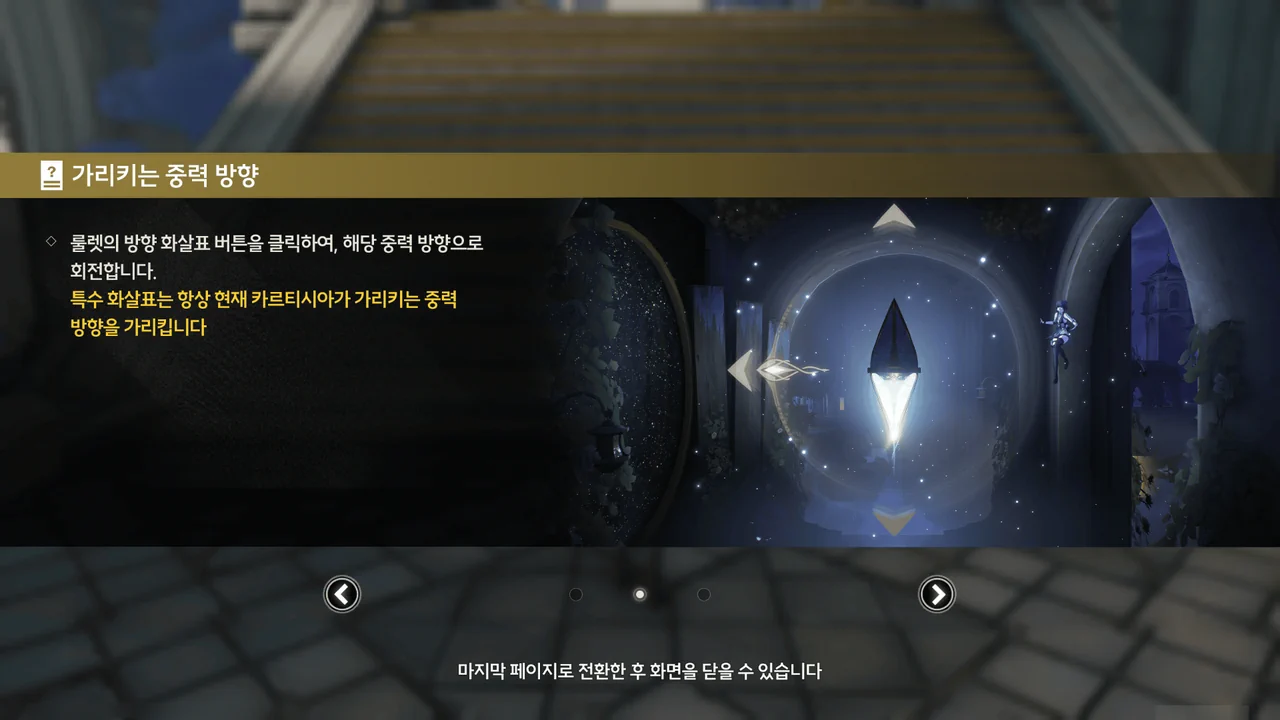 가리키는 중력 방향
룰렛의 방향 화살표 버튼을 클릭하여, 해당 중력 방향으로
회전합니다.
특수 화살표는 항상 현재 카르티시아가 가리키는 중력
방향을 가리킵니다
마지막 페이지로 전환한 후 화면을 닫을 수 있습니다